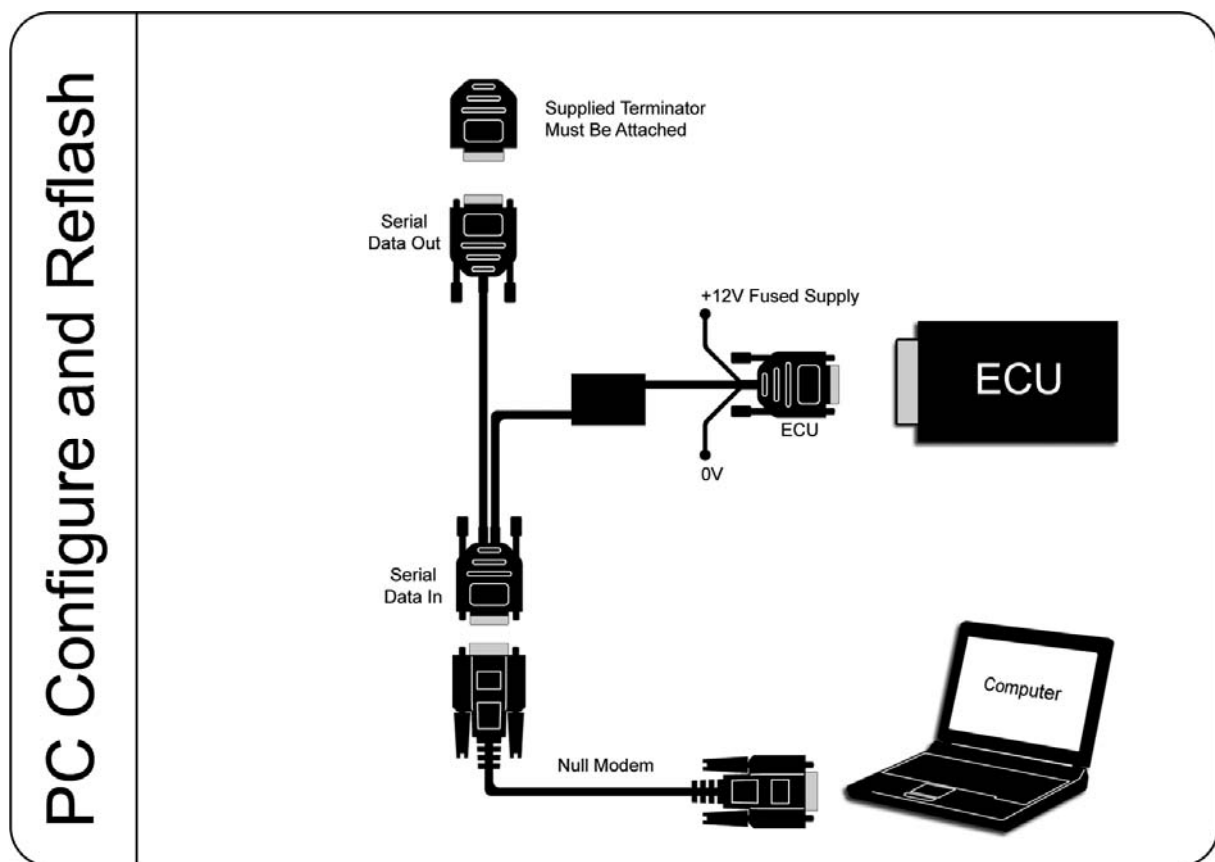 PC Configure and Reflash
Supplied Terminator
Must Be Attached
Serial
Data Out
+12V Fused Supply
ECU
ECU
0V
Serial
Data In
Computer
Null Modem